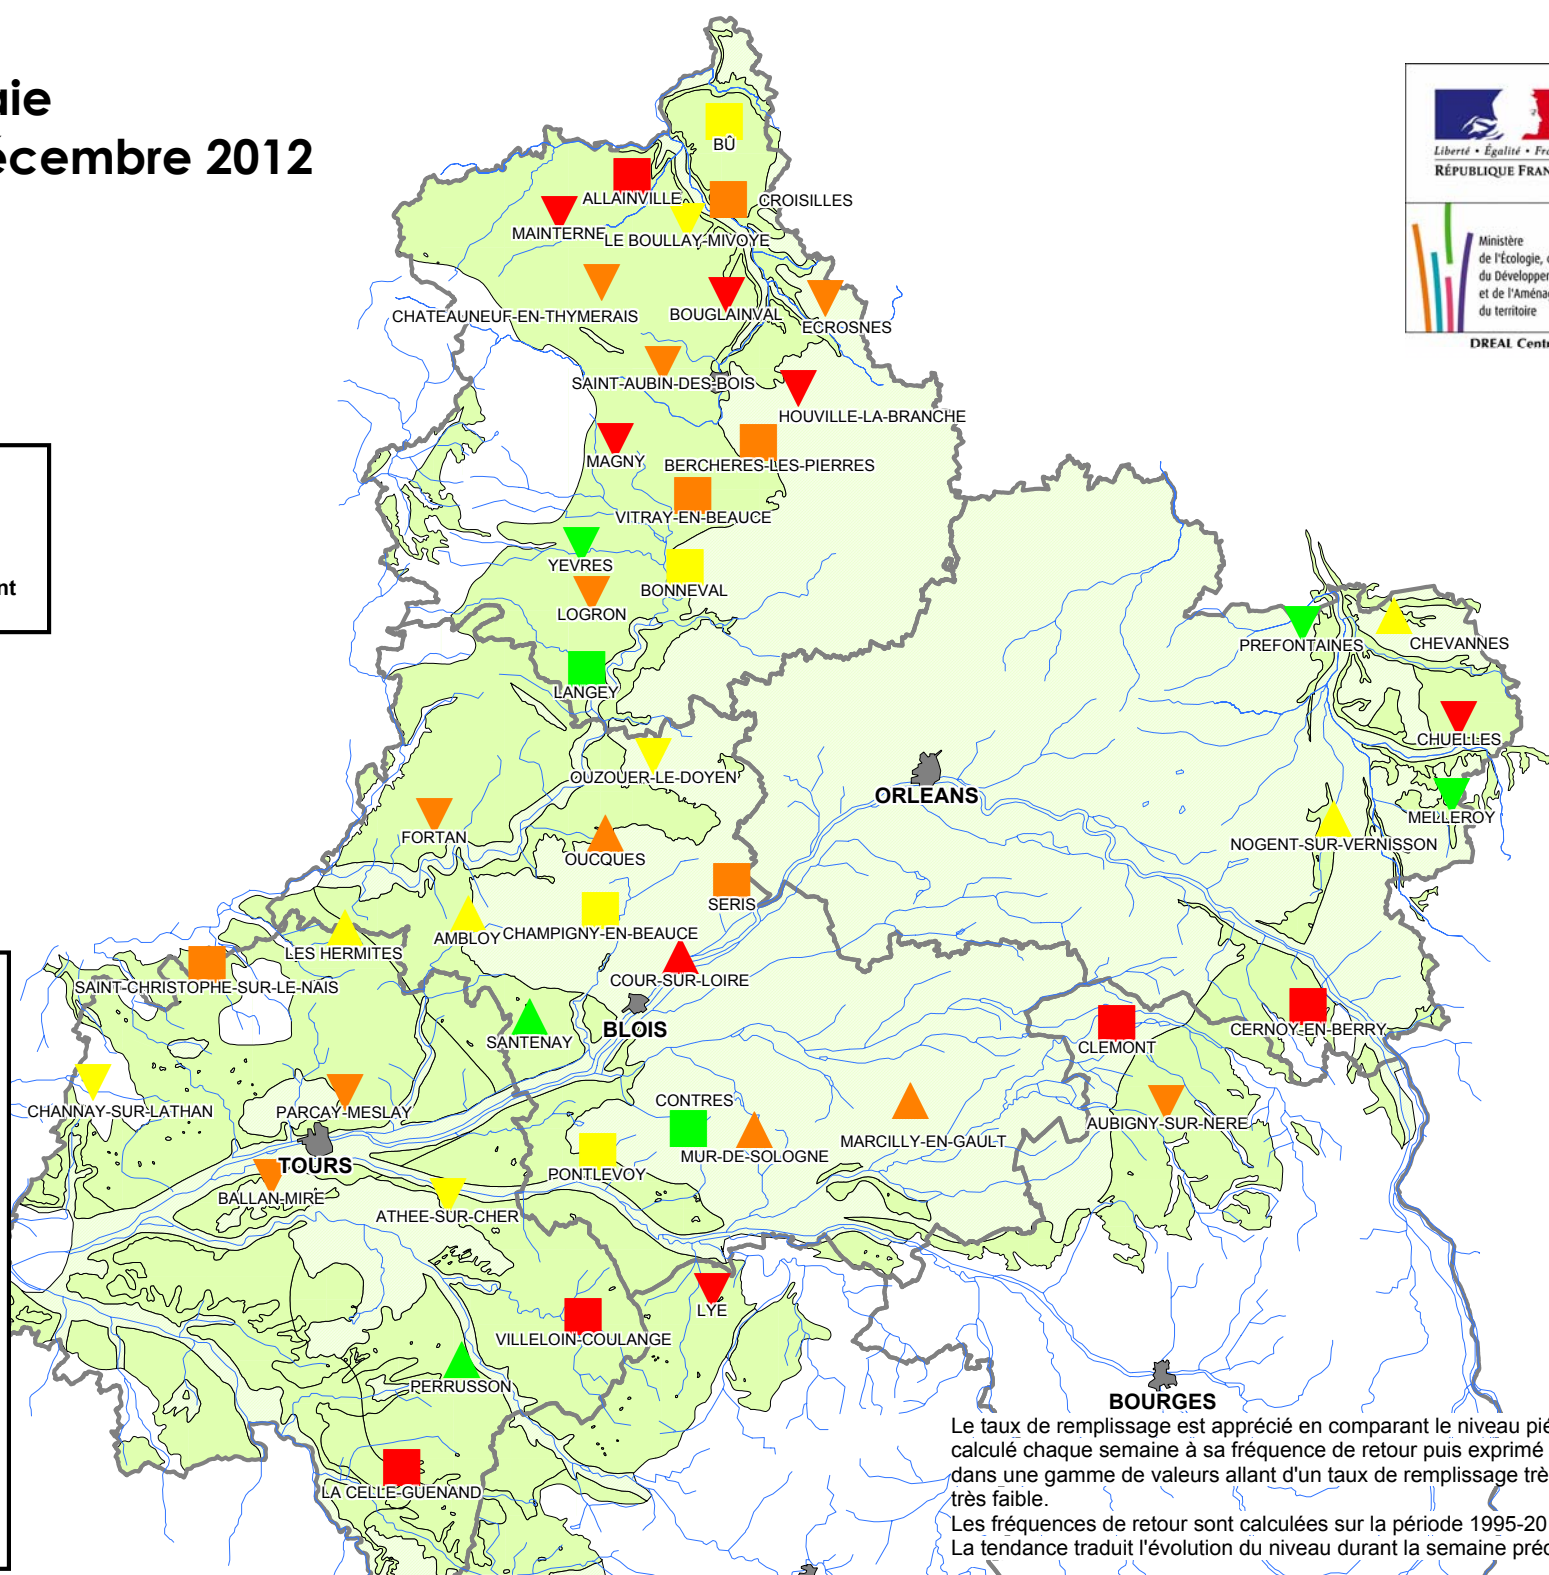 écembre 2012
BÛ
ALLAINVILLE
CROISILLES
MAINTERNE
LE BOULLAY-MIVOYE
CHATEAUNEUF-EN-THYMERAIS
BOUGLAINVAL
ECROSNES
SAINT-AUBIN-DES-BOIS
HOUVILLE-LA-BRANCHE
MAGNY
BERCHERES-LES-PIERRES
VITRAY-EN-BEAUCE
YEVRES
BONNEVAL
LOGRON
LANGEY
PREFONTAINES
CHEVANNES
CHUELLES
OUZOUER-LE-DOYEN
ORLEANS
MELLEROY
FORTAN
OUCQUES
NOGENT-SUR-VERNISSON
SERIS
AMBLOY
CHAMPIGNY-EN-BEAUCE
LES HERMITES
COUR-SUR-LOIRE
SAINT-CHRISTOPHE-SUR-LE-NAIS
SANTENAY
BLOIS
CLEMONT
CERNOY-EN-BERRY
CHANNAY-SUR-LATHAN
PARCAY-MESLAY
CONTRES
MUR-DE-SOLOGNE
MARCILLY-EN-GAULT
AUBIGNY-SUR-NERE
TOURS
PONTLEVOY
BALLAN-MIRE
ATHEE-SUR-CHER
LYE
VILLELOIN-COULANGE
PERRUSSON
BOURGES
LA CELLE-GUENAND
Liberté • Égalité • Fra
RÉPUBLIQUE FRAN
Ministère
de l'Écologie,
du Développe
et de l'Aména
du territoire
DREAL Cent
nt
aie
Le taux de remplissage est apprécié en comparant le niveau pié
calculé chaque semaine à sa fréquence de retour puis exprimé
dans une gamme de valeurs allant d'un taux de remplissage trè
très faible.
Les fréquences de retour sont calculées sur la période 1995-20
La tendance traduit l'évolution du niveau durant la semaine préc